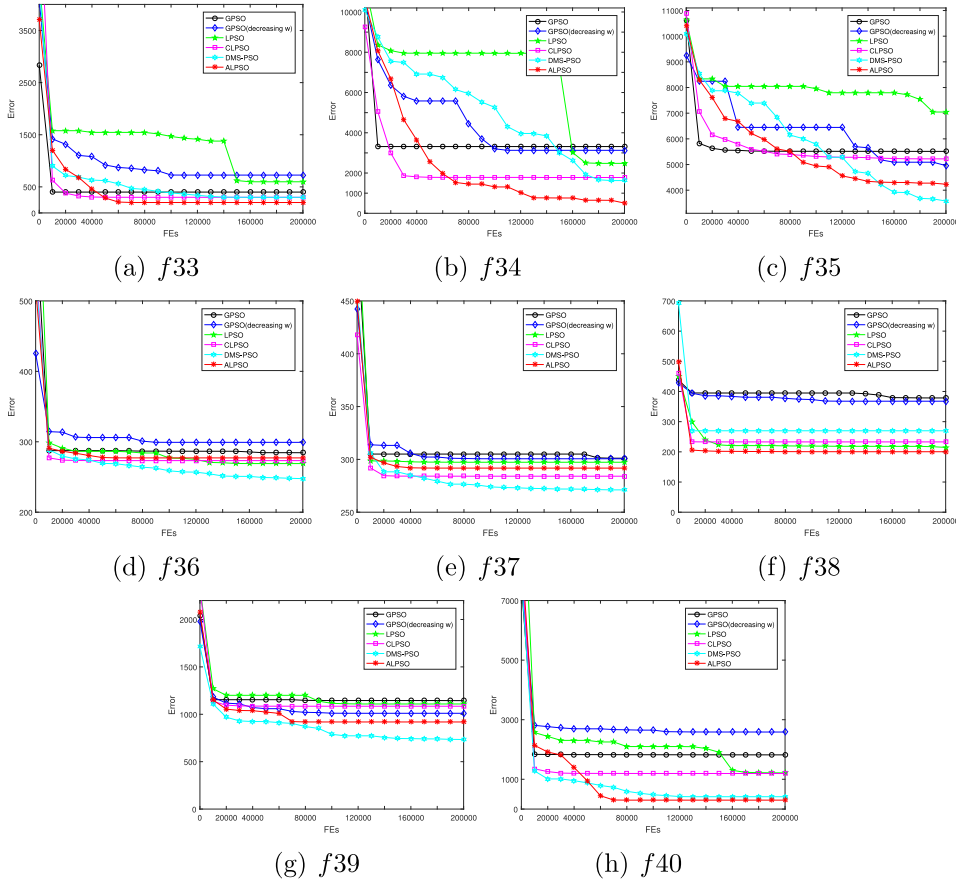 GPSO
GPSO(decreasing w)
LPSO
CLPSO
DMS-PSO
ALPSO
Error
3500
2500
1500
500
0
0
20000
40000
80000
120000
160000
200000
FEs
(a) f33
GPSO
GPSO(decreasing w)
LPSO
CLPSO
DMS-PSO
ALPSO
Error
10000
8000
6000
4000
2000
0
0
20000
40000
80000
120000
160000
200000
FEs
(b) f34
GPSO
GPSO(decreasing w)
LPSO
CLPSO
DMS-PSO
ALPSO
Error
11000
10000
9000
8000
7000
6000
5000
4000
0
20000
40000
80000
120000
160000
200000
FEs
(c) f35
GPSO
GPSO(decreasing w)
LPSO
CLPSO
DMS-PSO
ALPSO
Error
500
400
300
200
0
20000
40000
80000
120000
160000
200000
FEs
(d) f36
GPSO
GPSO(decreasing w)
LPSO
CLPSO
DMS-PSO
ALPSO
Error
450
400
350
300
250
0
20000
40000
80000
120000
160000
200000
FEs
(e) f37
GPSO
GPSO(decreasing w)
LPSO
CLPSO
DMS-PSO
ALPSO
Error
700
600
500
400
300
200
100
0
0
20000
40000
80000
120000
160000
200000
FEs
(f) f38
GPSO
GPSO(decreasing w)
LPSO
CLPSO
DMS-PSO
ALPSO
Error
2000
1500
1000
500
0
0
20000
40000
80000
120000
160000
200000
FEs
(g) f39
GPSO
GPSO(decreasing w)
LPSO
CLPSO
DMS-PSO
ALPSO
Error
7000
5000
3000
1000
0
0
20000
40000
80000
120000
160000
200000
FEs
(h) f40